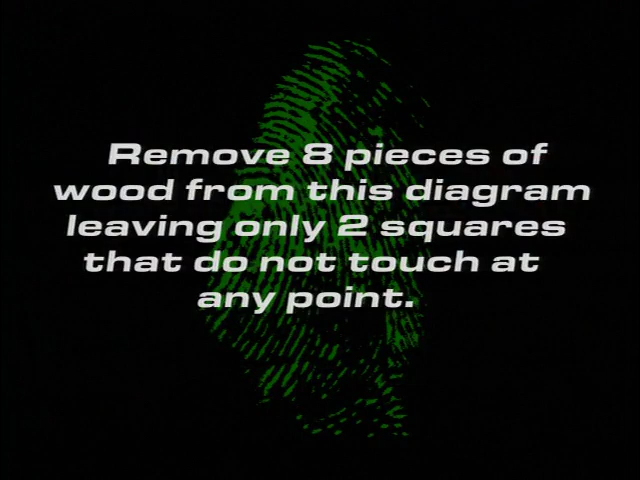 Remove 8 pieces of
wood from this diagram
leaving only 2 squares
that do not touch at
any point.